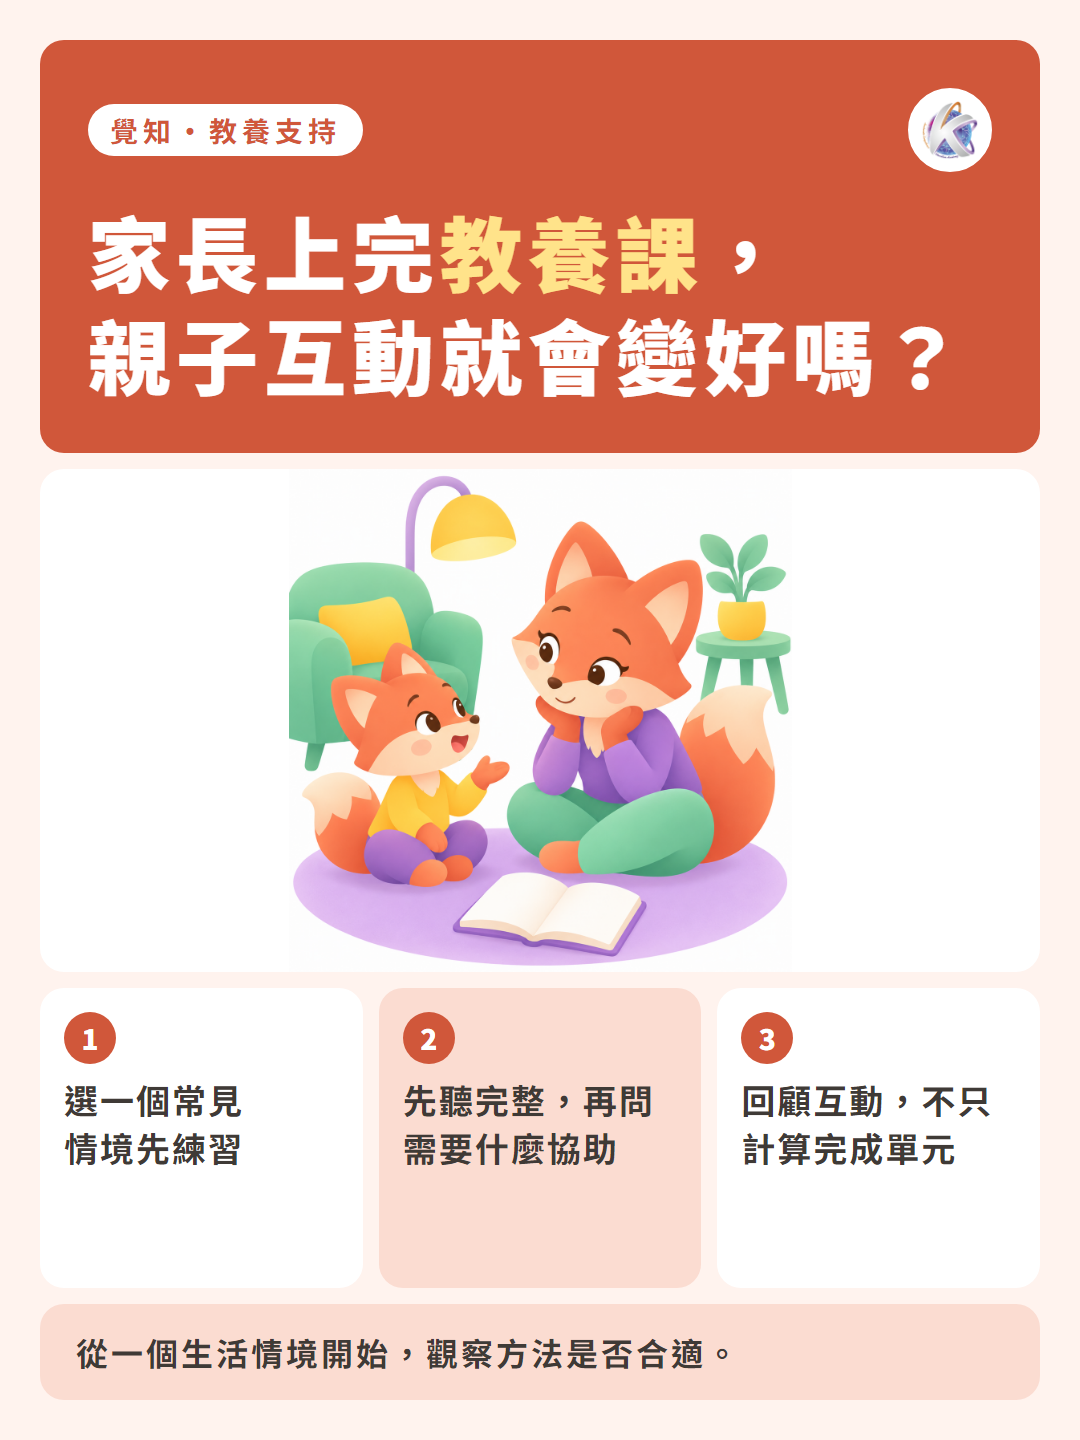 覺知・教養支持
家長上完教養課，
親子互動就會變好嗎？
1
選一個常見
情境先練習
2
先聽完整，再問
需要什麼協助
3
回顧互動，不只
計算完成單元
從一個生活情境開始，觀察方法是否合適。